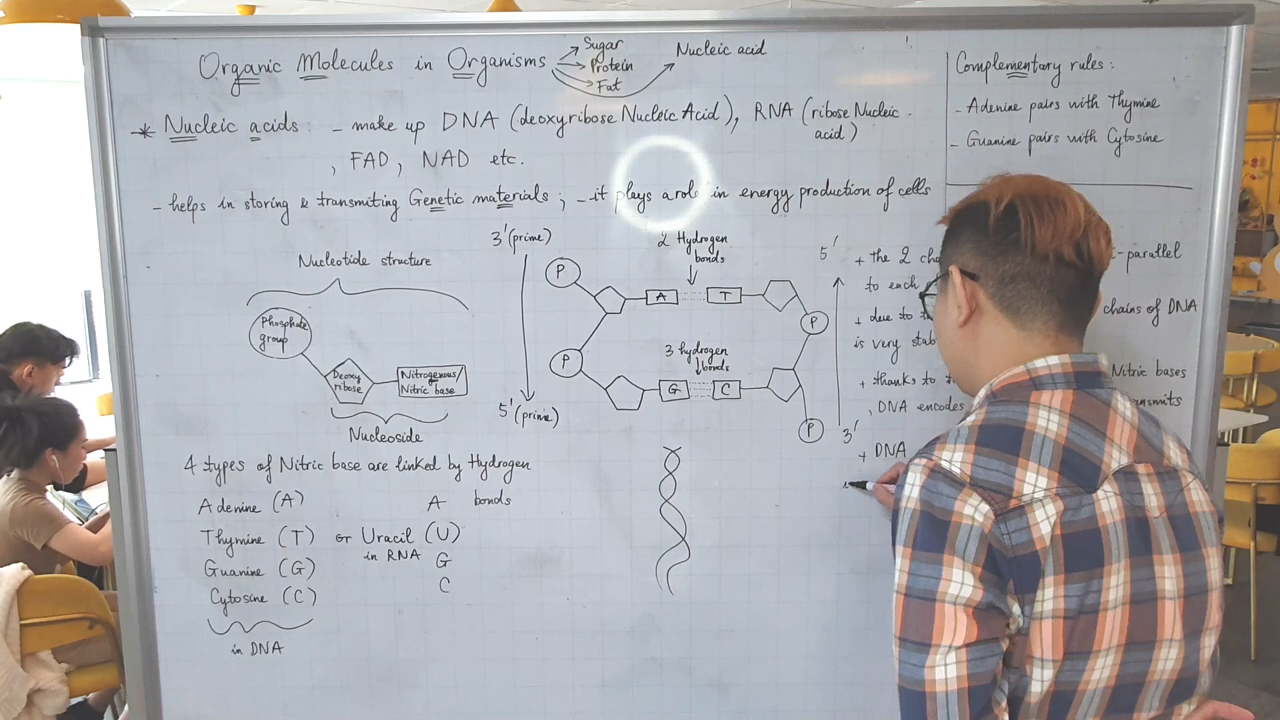 Organic Molecules in Organisms
Sugar
Protein
Fat
Nucleic acid
* Nucleic acids : - make up DNA (deoxyribose Nucleic Acid), RNA (ribose Nucleic
acid)
, FAD, NAD etc.
- helps in storing & transmiting Genetic materials ; - it plays a role in energy production of cells
Complementary rules :
- Adenine pairs with Thymine
- Guanine pairs with Cytosine
Nucleotide structure
Phosphate
group
Deoxy
ribose
Nitrogenous/
Nitric base
Nucleoside
3'(prime)
5'(prime)
2 Hydrogen
bonds
P
A
T
P
P
3 hydrogen
bonds
G
C
P
5'
3'
+ the 2 i-parallel
to each
+ due to chains of DNA
is very
+ thanks to Nitric bases
, DNA encodes
+ DNA
4 types of Nitric base are linked by Hydrogen
bonds
Adenine (A) A
Thymine (T) or Uracil (U)
in RNA
Guanine (G) G
Cytosine (C) C
in DNA